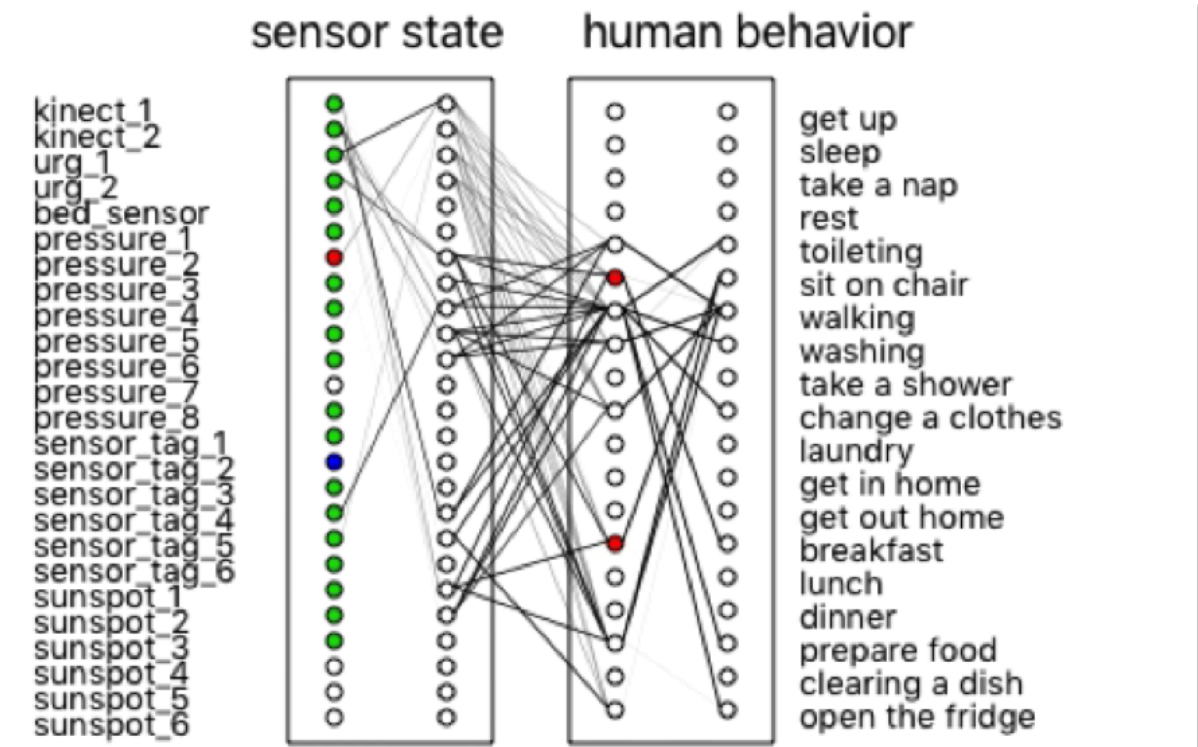 sensor state
human behavior
kinect_1
kinect_2
urg_1
urg_2
bed_sensor
pressure_1
pressure_2
pressure_3
pressure_4
pressure_5
pressure_6
pressure_7
pressure_8
sensor_tag_1
sensor_tag_2
sensor_tag_3
sensor_tag_4
sensor_tag_5
sensor_tag_6
sunspot_1
sunspot_2
sunspot_3
sunspot_4
sunspot_5
sunspot_6
get up
sleep
take a nap
rest
toileting
sit on chair
walking
washing
take a shower
change a clothes
laundry
get in home
get out home
breakfast
lunch
dinner
prepare food
clearing a dish
open the fridge